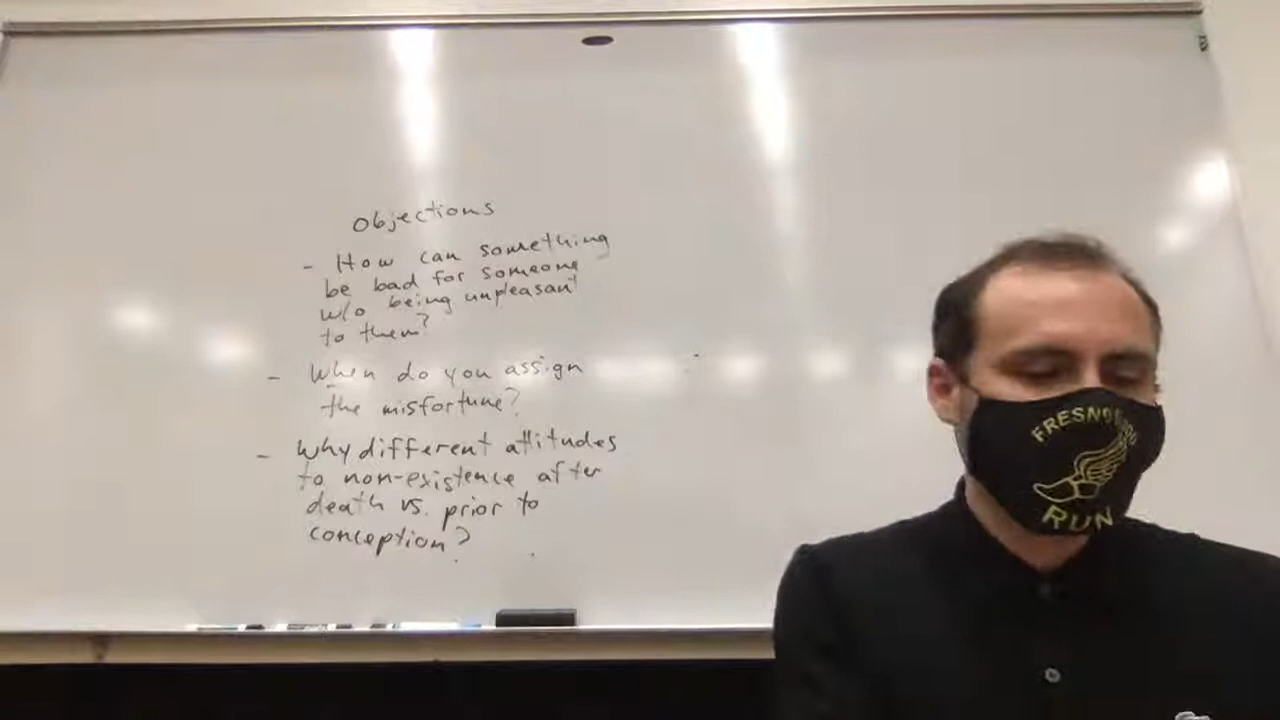 Objections
- How can something
be bad for someone
w/o being unpleasant
to them?
- When do you assign
the misfortune?
- Why different attitudes
to non-existence after
death vs. prior to
conception?
RUN